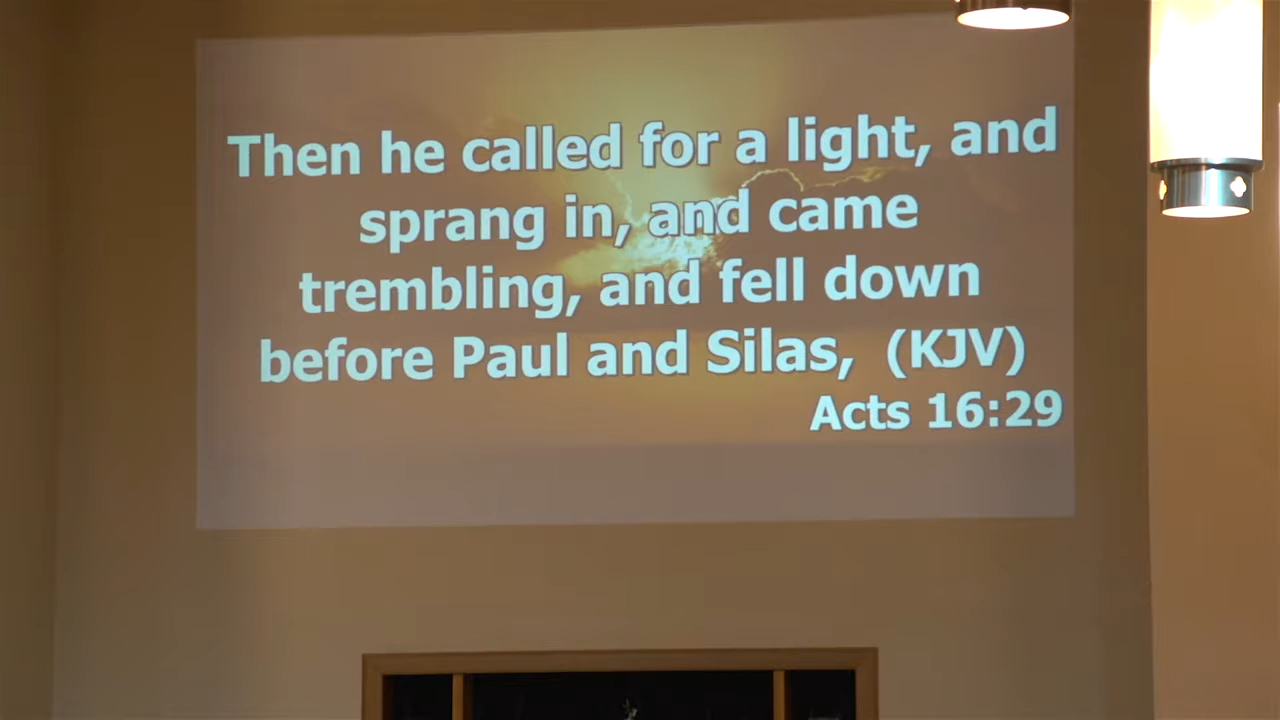 Then he called for a light, and
sprang in, and came
trembling, and fell down
before Paul and Silas, (KJV)
Acts 16:29